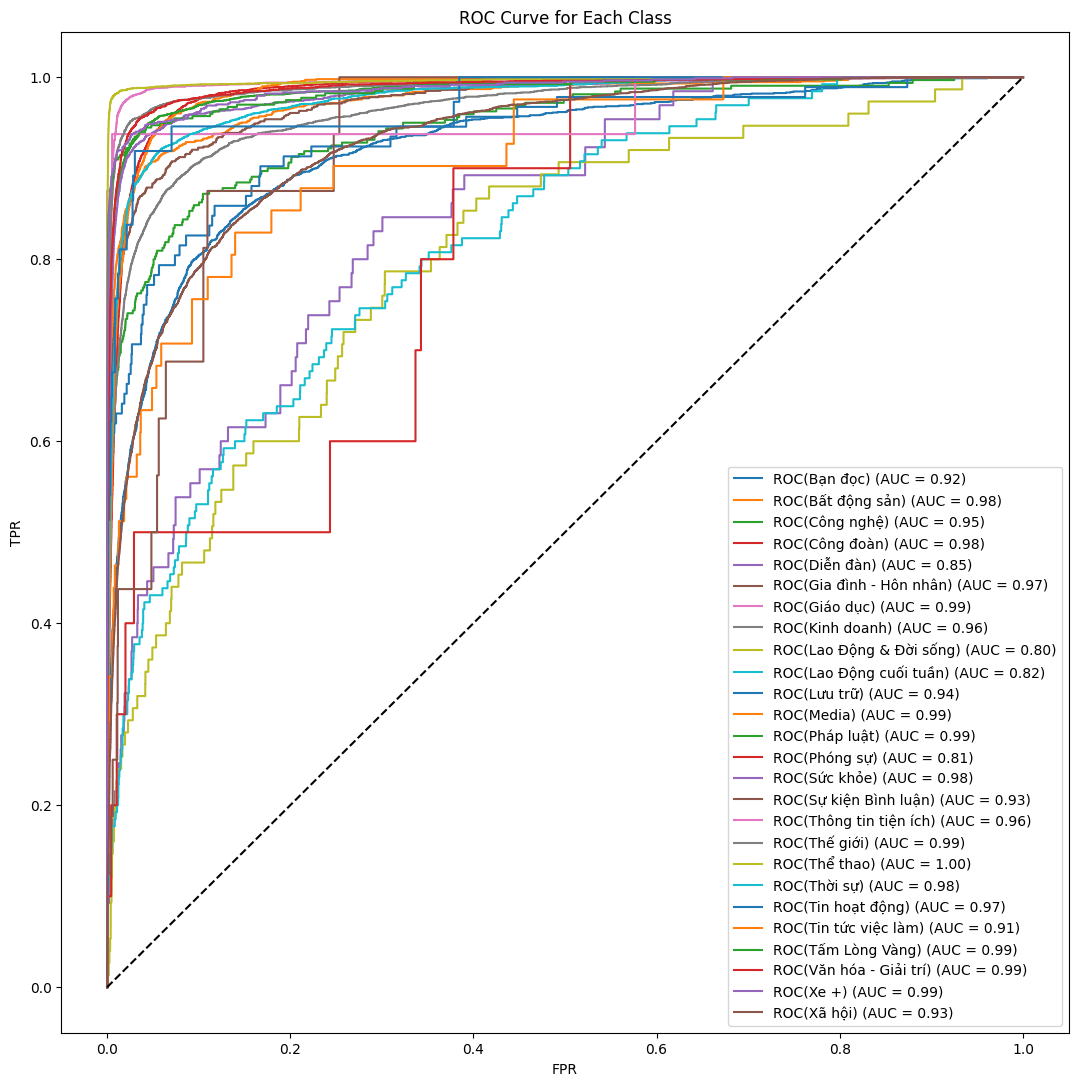 ROC Curve for Each Class
1.0
0.8
0.6
0.4
0.2
0.0
TPR
ROC(Bạn đọc) (AUC = 0.92)
ROC(Bất động sản) (AUC = 0.98)
ROC(Công nghệ) (AUC = 0.95)
ROC(Công đoàn) (AUC = 0.98)
ROC(Diễn đàn) (AUC = 0.85)
ROC(Gia đình - Hôn nhân) (AUC = 0.97)
ROC(Giáo dục) (AUC = 0.99)
ROC(Kinh doanh) (AUC = 0.96)
ROC(Lao Động & Đời sống) (AUC = 0.80)
ROC(Lao Động cuối tuần) (AUC = 0.82)
ROC(Lưu trữ) (AUC = 0.94)
ROC(Media) (AUC = 0.99)
ROC(Pháp luật) (AUC = 0.99)
ROC(Phóng sự) (AUC = 0.81)
ROC(Sức khỏe) (AUC = 0.98)
ROC(Sự kiện Bình luận) (AUC = 0.93)
ROC(Thông tin tiện ích) (AUC = 0.96)
ROC(Thế giới) (AUC = 0.99)
ROC(Thể thao) (AUC = 1.00)
ROC(Thời sự) (AUC = 0.98)
ROC(Tin hoạt động) (AUC = 0.97)
ROC(Tin tức việc làm) (AUC = 0.91)
ROC(Tấm Lòng Vàng) (AUC = 0.99)
ROC(Văn hóa - Giải trí) (AUC = 0.99)
ROC(Xe +) (AUC = 0.99)
ROC(Xã hội) (AUC = 0.93)
0.0 0.2 0.4 0.6 0.8 1.0
FPR